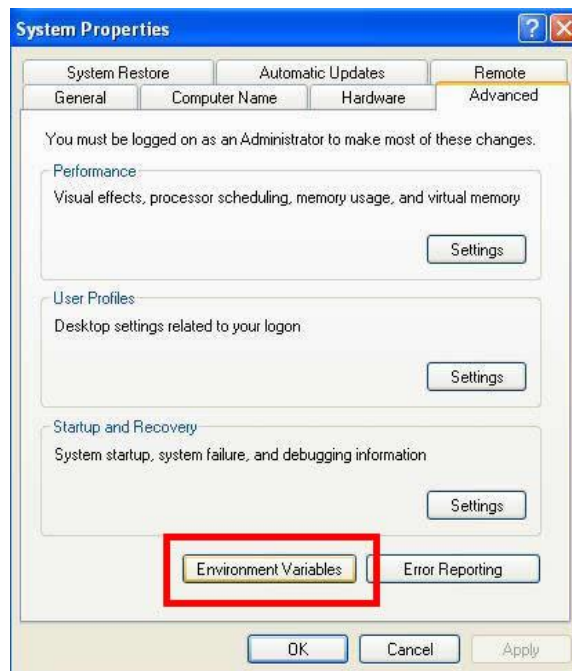 System Properties
System Restore Automatic Updates Remote
General Computer Name Hardware Advanced
You must be logged on as an Administrator to make most of these changes.
Performance
Visual effects, processor scheduling, memory usage, and virtual memory
Settings
User Profiles
Desktop settings related to your logon
Settings
Startup and Recovery
System startup, system failure, and debugging information
Settings
Environment Variables Error Reporting
OK Cancel Apply